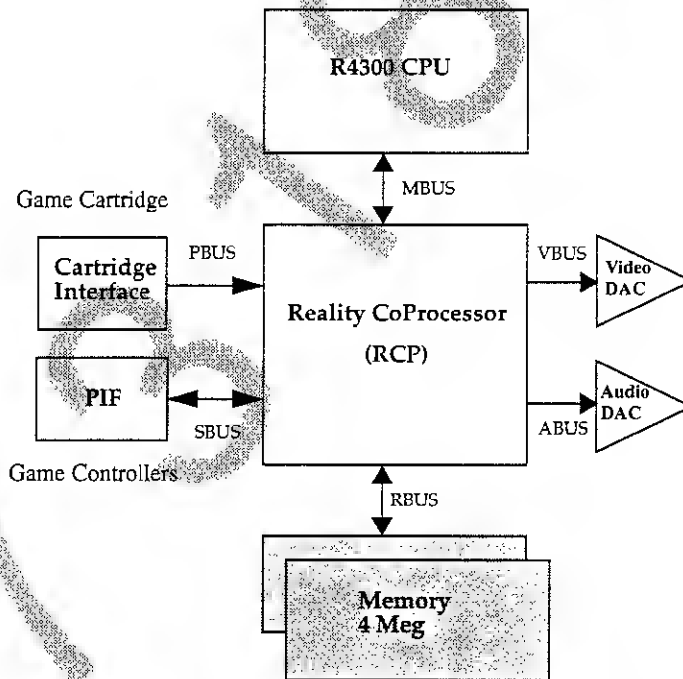 R4300 CPU
MBUS
Game Cartridge
PBUS
Cartridge
Interface
VBUS
Video
DAC
Reality CoProcessor
(RCP)
PIF
SBUS
Audio
DAC
ABUS
Game Controllers
RBUS
Memory
4 Meg